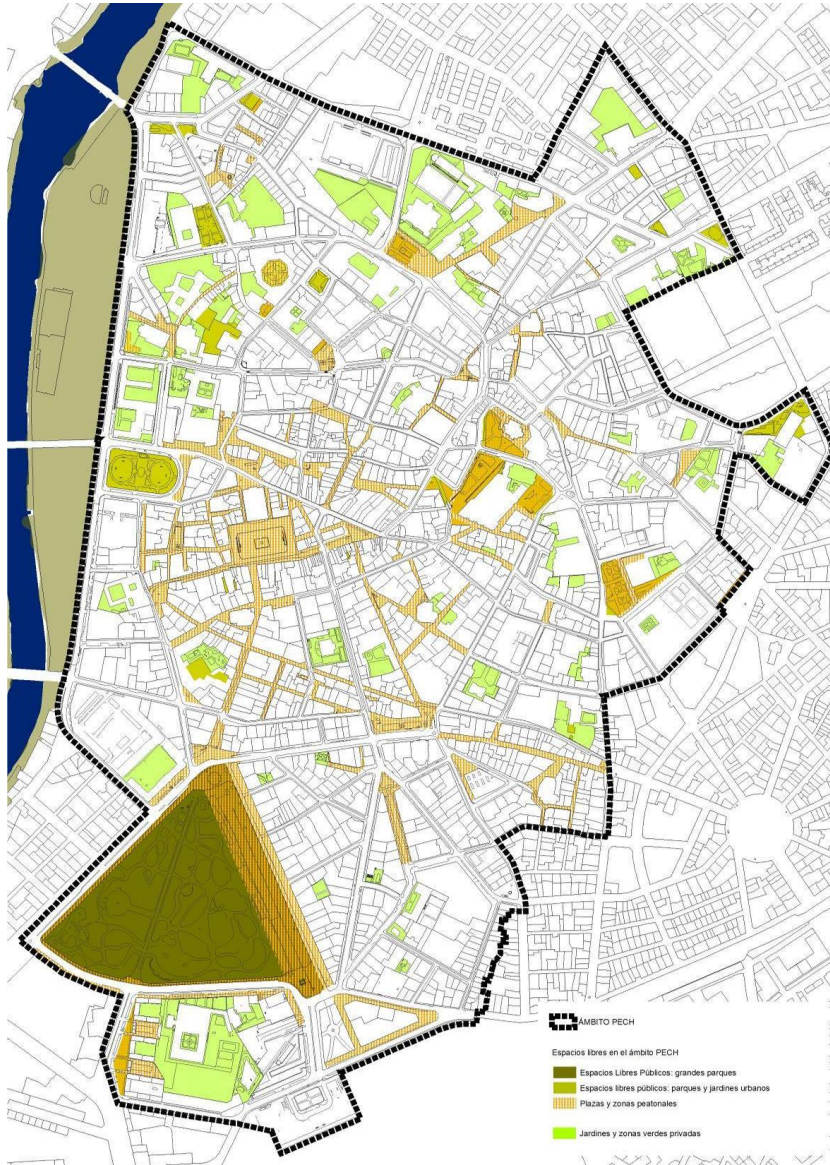 ÁMBITO PECH
Espacios libres en el ámbito PECH
Espacios Libres Públicos: grandes parques
Espacios libres públicos: parques y jardines urbanos
Plazas y zonas peatonales
Jardines y zonas verdes privadas